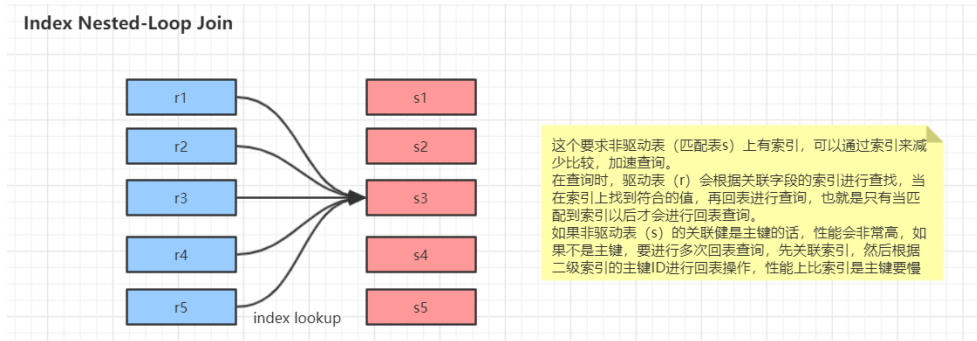 Index Nested-Loop Join
r1
s1
r2
s2
r3
s3
r4
s4
r5
s5
index lookup
这个要求非驱动表（匹配表s）上有索引，可以通过索引来减
少比较，加速查询。
在查询时，驱动表（r）会根据关联字段的索引进行查找，当
在索引上找到符合的值，再回表进行查询，也就是只有当匹
配到索引以后才会进行回表查询。
如果非驱动表（s）的关联健是主键的话，性能会非常高，如
果不是主键，要进行多次回表查询，先关联索引，然后根据
二级索引的主键ID进行回表操作，性能上比索引是主键要慢